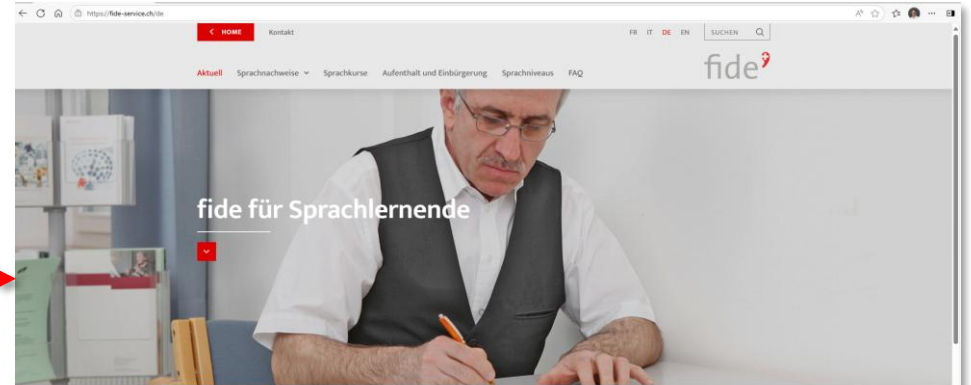 https://fide-service.ch/de
HOME Kontakt FR IT DE EN SUCHEN
fide
Aktuell Sprachnachweise Sprachkurse Aufenthalt und Einbürgerung Sprachniveaus FAQ
fide für Sprachlernende